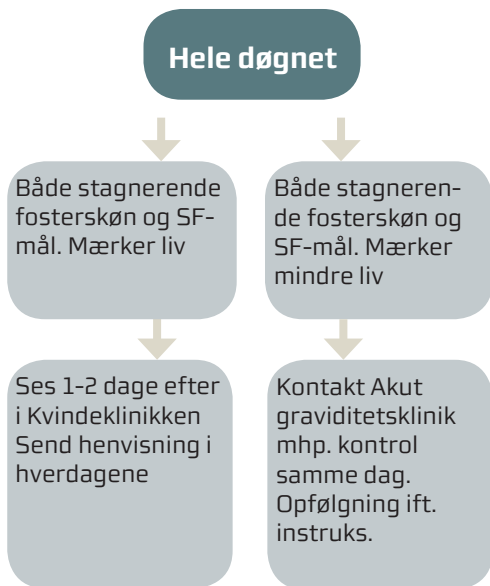 Hele døgnet
Både stagnerende
fosterskøn og SF-
mål. Mærker liv
Både stagneren-
de fosterskøn og
SF-mål. Mærker
mindre liv
Ses 1-2 dage efter
i Kvindeklinikken
Send henvisning i
hverdagene
Kontakt Akut
graviditetsklinik
mhp. kontrol
samme dag.
Opfølgning ift.
instruks.